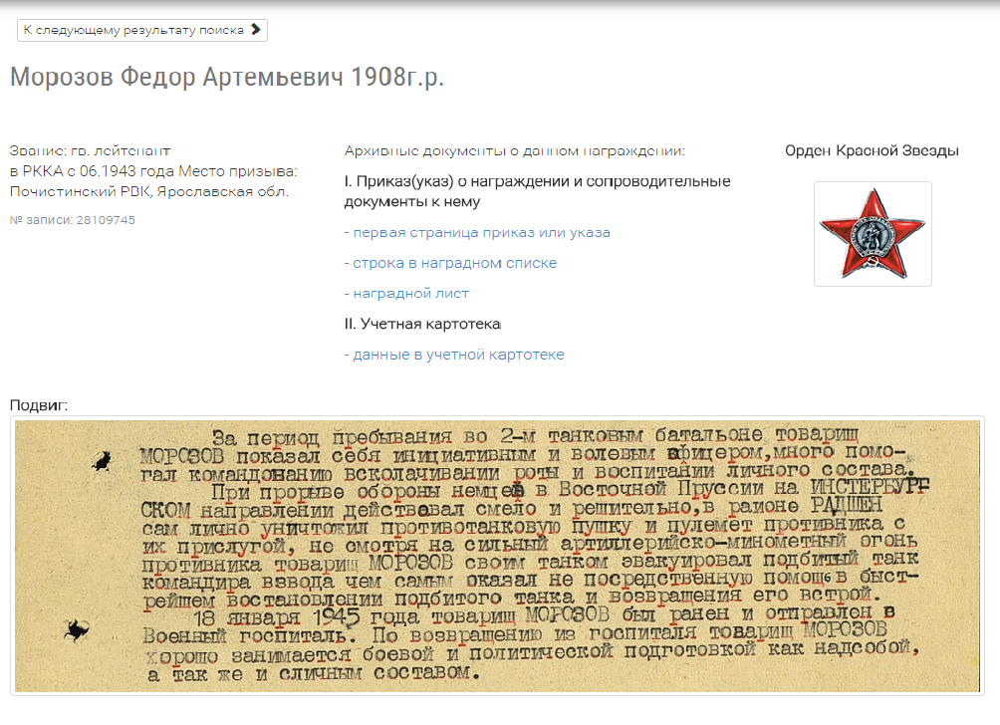 К следующему результату поиска
Морозов Федор Артемьевич 1908г.р.
Звание: гв. лейтенант
в РККА с 06.1943 года Место призыва:
Почистинский РВК, Ярославская обл.
№ записи: 28109745
Архивные документы о данном награждении:
I. Приказ(указ) о награждении и сопроводительные
документы к нему
- первая страница приказ или указа
- строка в наградном списке
- наградной лист
II. Учетная картотека
- данные в учетной картотеке
Орден Красной Звезды
Подвиг:
За период пребывания во 2-м танковым батальоне товарищ
МОРОЗОВ показал себя инициативным и волевым офицером,много помо-
гал командованию всколачивании роты и воспитании личного состава.
При прорыве обороны немцев в Восточной Пруссии на ИНСТЕРБУРГ
СКОМ направлении действовал смело и решительно,в районе РАДШЕН
сам лично уничтожил противотанковую пушку и пулемет противника с
их прислугой, не смотря на сильный артиллерийско-минометный огонь
противника товарищ МОРОЗОВ своим танком эвакуировал подбитый танк
командира взвода чем самым оказал не посредственную помощь в быст-
рейшем востановлении подбитого танка и возвращения его встрой.
18 января 1945 года товарищ МОРОЗОВ был ранен и отправлен в
Военный госпиталь. По возвращению из госпиталя товарищ МОРОЗОВ
хорошо занимается боевой и политической подготовкой как надсобой,
а так же и сличным составом.